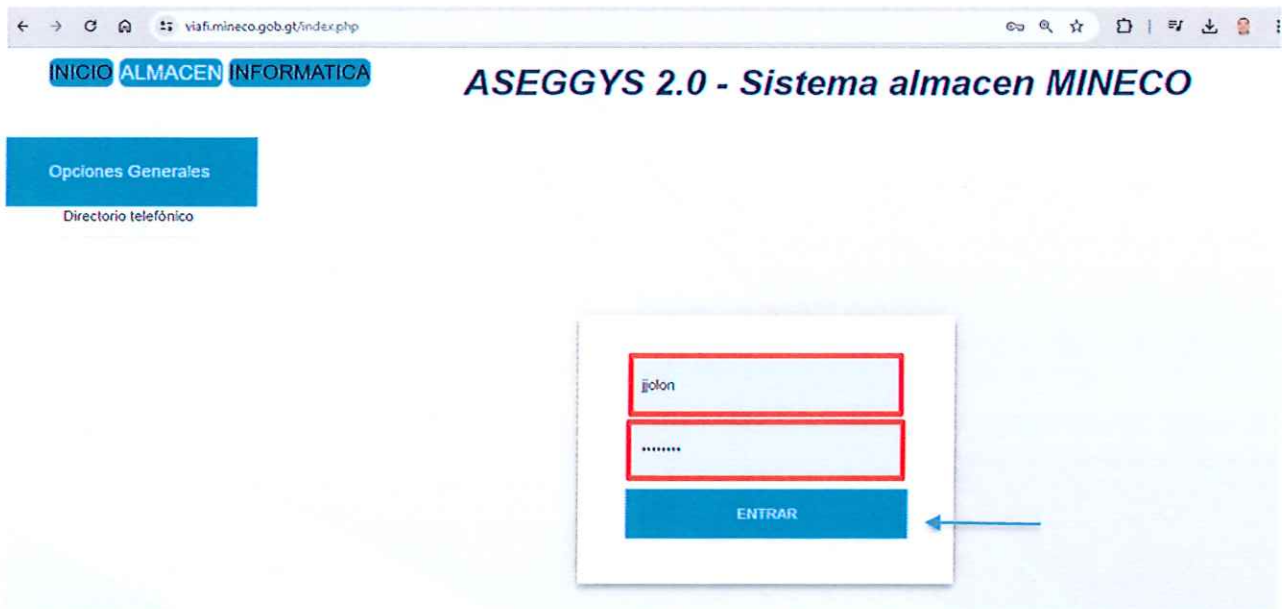 viafi.mineco.gob.gt/index.php
INICIO ALMACEN INFORMATICA
ASEGGYS 2.0 - Sistema almacen MINECO
Opciones Generales
Directorio telefónico
jjolon
••••••••
ENTRAR